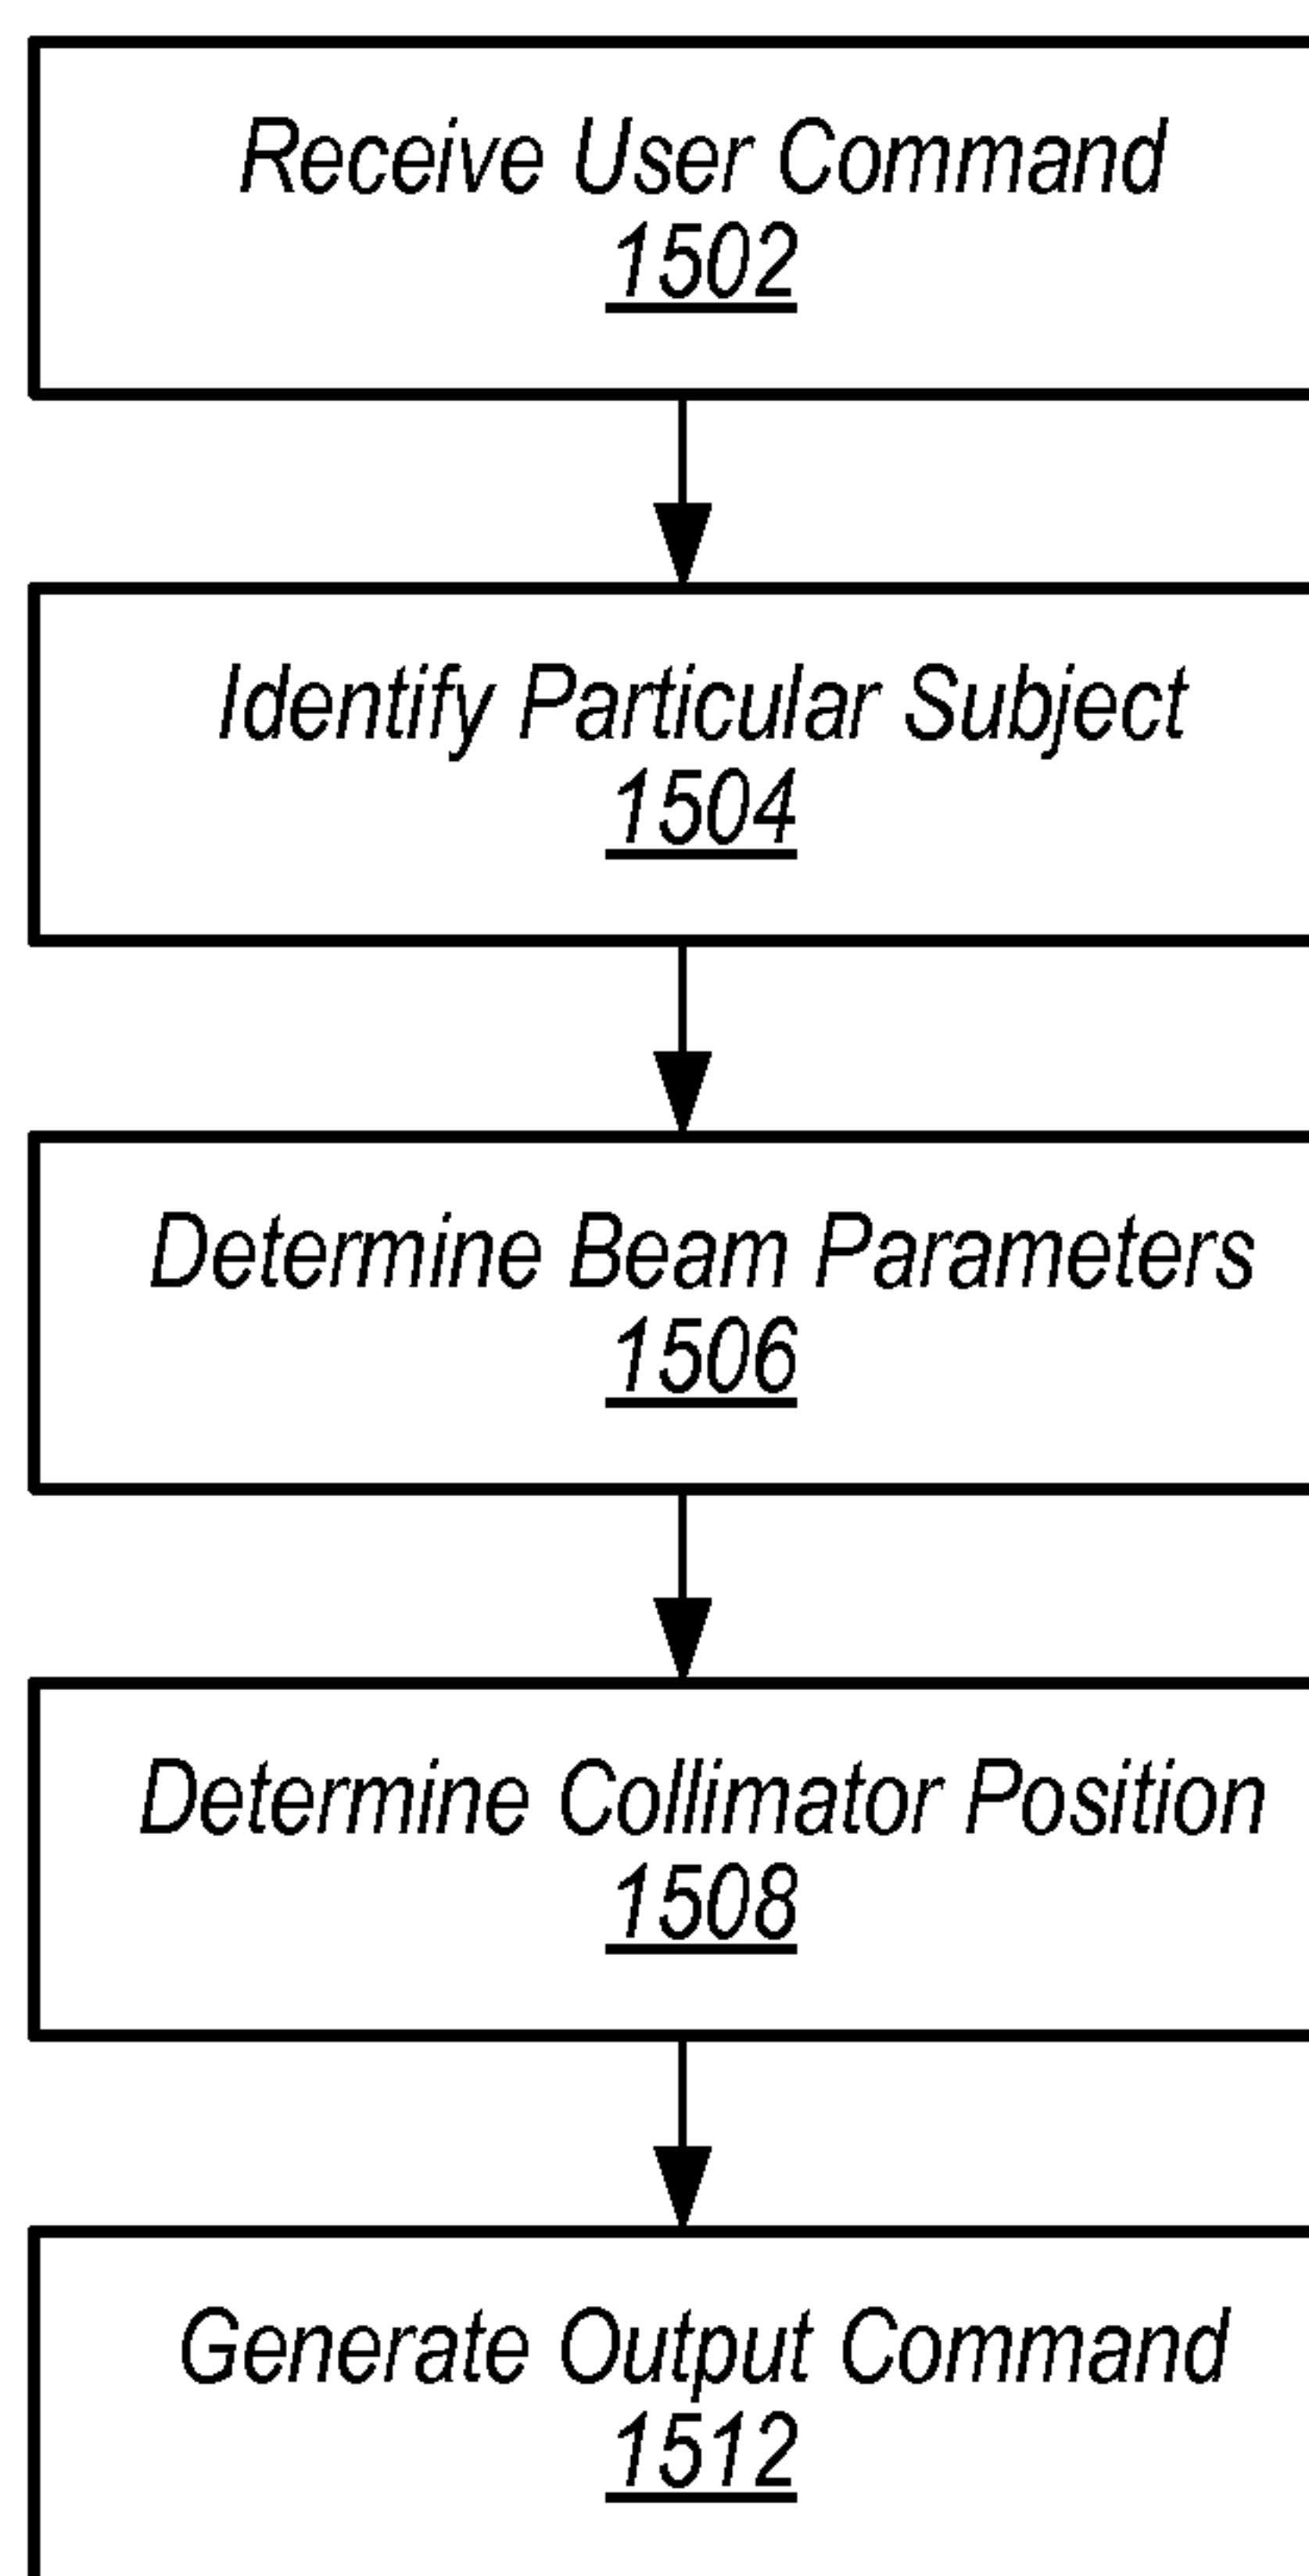 Receive User Command
1502
Identify Particular Subject
1504
Determine Beam Parameters
1506
Determine Collimator Position
1508
Generate Output Command
1512